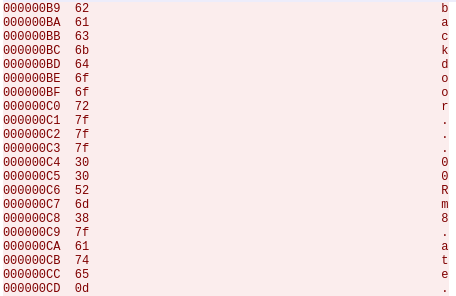 000000B9 62 b
000000BA 61 a
000000BB 63 c
000000BC 6b k
000000BD 64 d
000000BE 6f o
000000BF 6f o
000000C0 72 r
000000C1 7f .
000000C2 7f .
000000C3 7f .
000000C4 30 0
000000C5 30 0
000000C6 52 R
000000C7 6d m
000000C8 38 8
000000C9 7f .
000000CA 61 a
000000CB 74 t
000000CC 65 e
000000CD 0d .